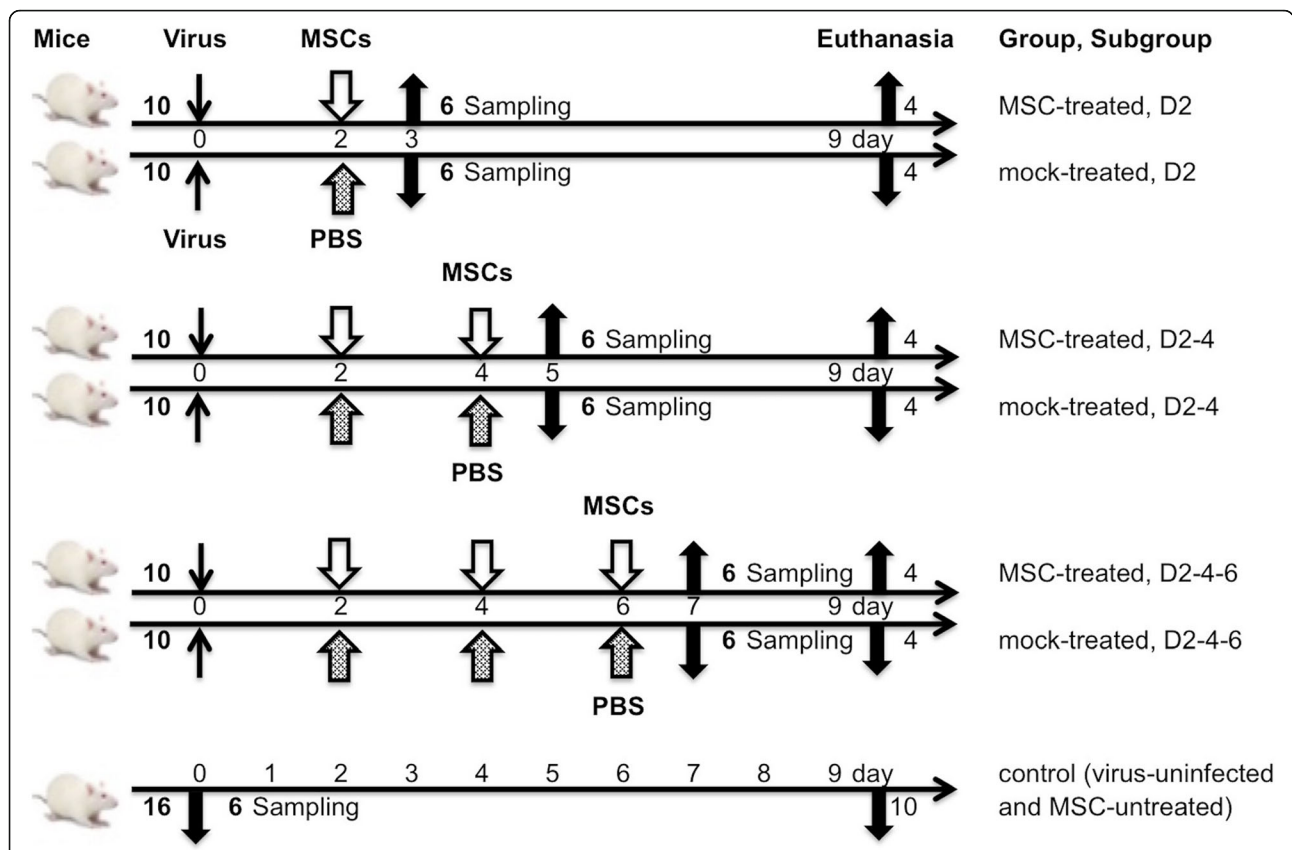 Mice Virus MSCs Euthanasia Group, Subgroup
10 6 Sampling 4 MSC-treated, D2
0 2 3 9 day
10 6 Sampling 4 mock-treated, D2
Virus PBS
MSCs
10 6 Sampling 4 MSC-treated, D2-4
0 2 4 5 9 day
10 6 Sampling 4 mock-treated, D2-4
PBS
MSCs
10 6 Sampling 4 MSC-treated, D2-4-6
0 2 4 6 7 9 day
10 6 Sampling 4 mock-treated, D2-4-6
PBS
0 1 2 3 4 5 6 7 8 9 day control (virus-uninfected
16 6 Sampling 10 and MSC-untreated)